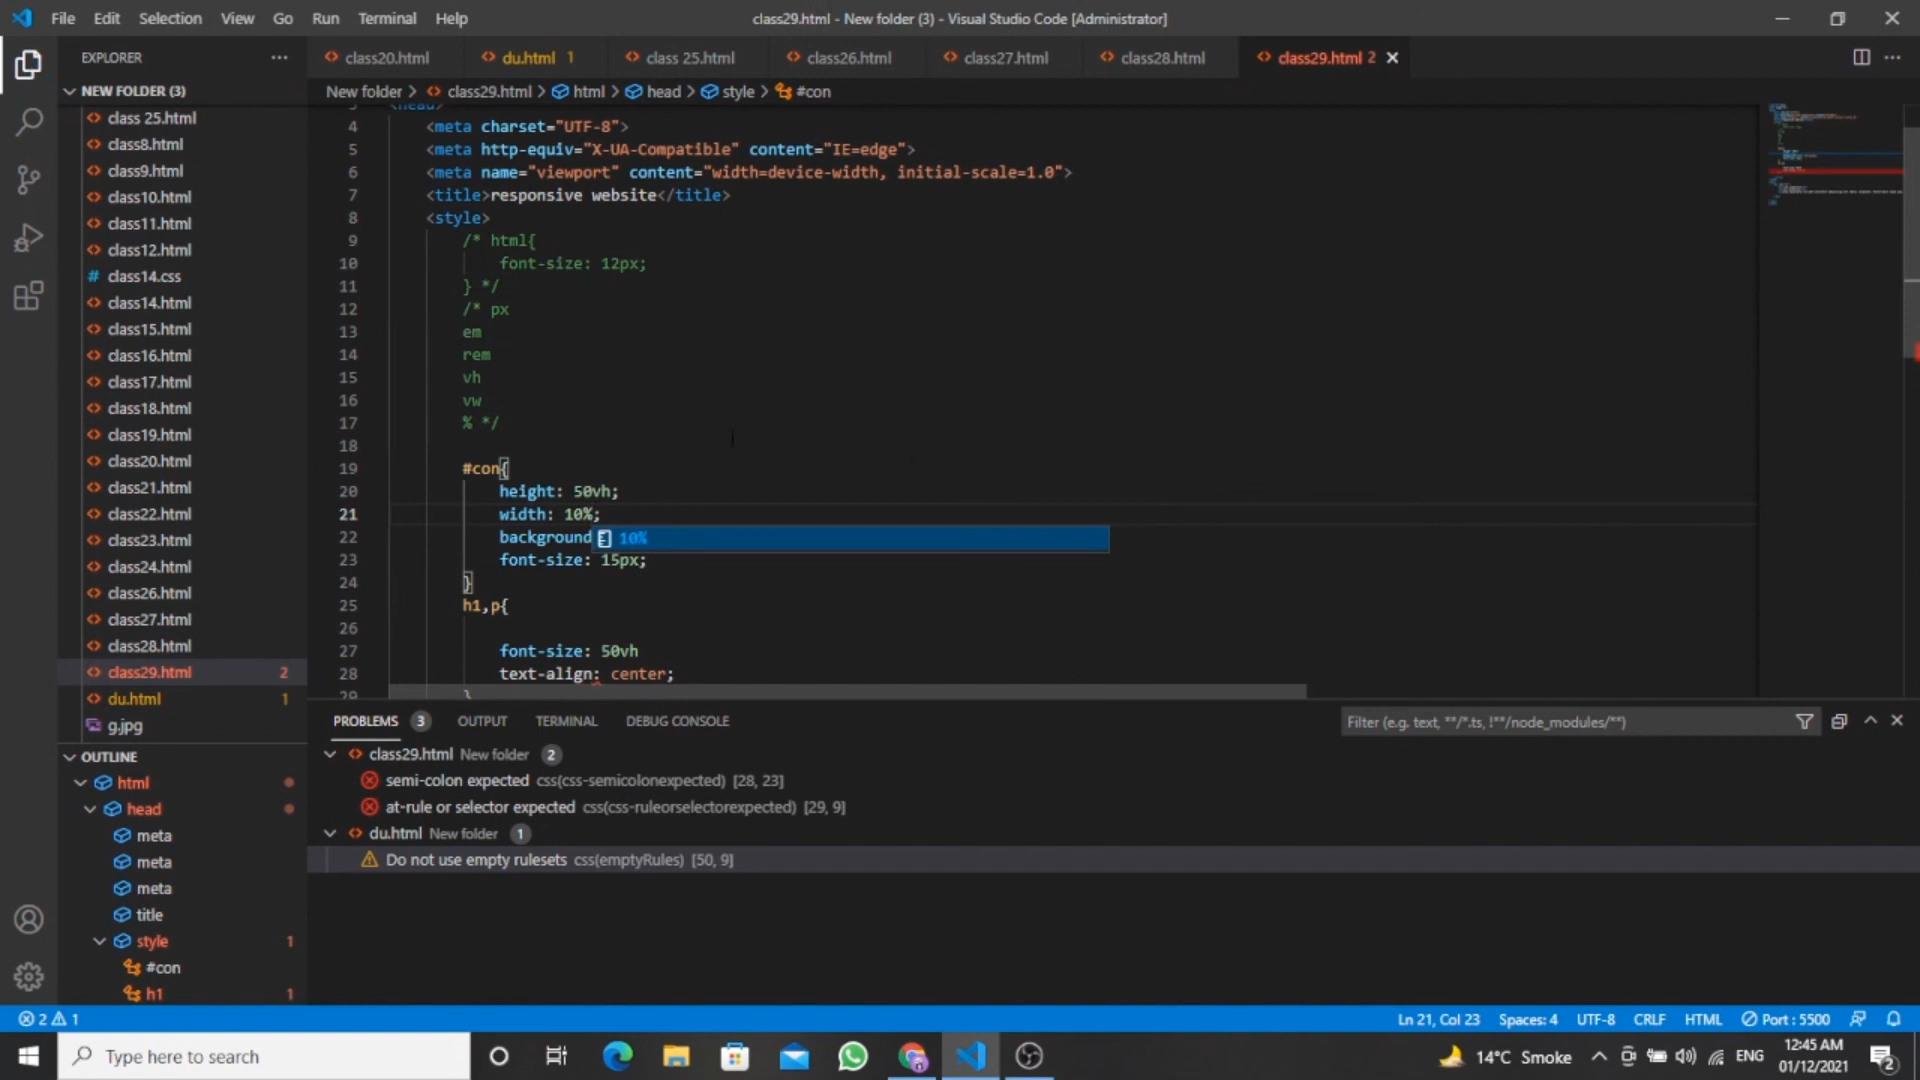 File Edit Selection View Go Run Terminal Help
class29.html - New folder (3) - Visual Studio Code [Administrator]
EXPLORER
class20.html
du.html 1
class 25.html
class26.html
class27.html
class28.html
class29.html 2
NEW FOLDER (3)
New folder > class29.html > html > head > style > #con
class 25.html
class8.html
class9.html
class10.html
class11.html
class12.html
# class14.css
class14.html
class15.html
class16.html
class17.html
class18.html
class19.html
class20.html
class21.html
class22.html
class23.html
class24.html
class26.html
class27.html
class28.html
class29.html 2
du.html 1
g.jpg
OUTLINE
html
head
meta
meta
meta
title
style 1
#con
h1 1
3 <head>
4 <meta charset="UTF-8">
5 <meta http-equiv="X-UA-Compatible" content="IE=edge">
6 <meta name="viewport" content="width=device-width, initial-scale=1.0">
7 <title>responsive website</title>
8 <style>
9 /* html{
10 font-size: 12px;
11 } */
12 /* px
13 em
14 rem
15 vh
16 vw
17 % */
18
19 #con{
20 height: 50vh;
21 width: 10%;
22 background 10%
23 font-size: 15px;
24 }
25 h1,p{
26
27 font-size: 50vh
28 text-align: center;
29 }
PROBLEMS 3 OUTPUT TERMINAL DEBUG CONSOLE
Filter (e.g. text, **/*.ts, !**/node_modules/**)
class29.html New folder 2
semi-colon expected css(css-semicolonexpected) [28, 23]
at-rule or selector expected css(css-ruleorselectorexpected) [29, 9]
du.html New folder 1
Do not use empty rulesets css(emptyRules) [50, 9]
2 1
Ln 21, Col 23 Spaces: 4 UTF-8 CRLF HTML Port : 5500
Type here to search
14°C Smoke
ENG
12:45 AM
01/12/2021
2